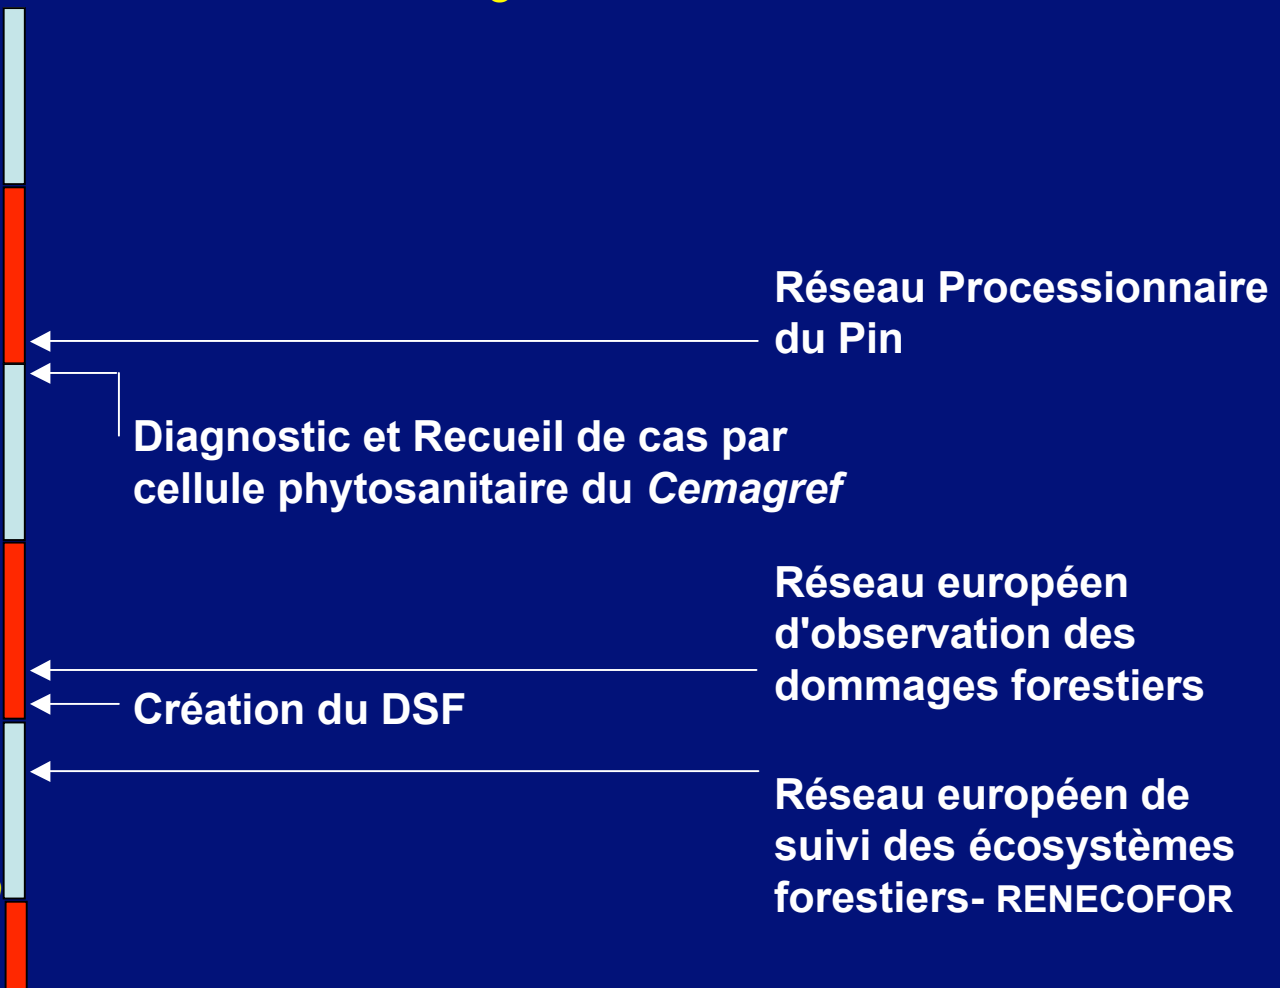 Réseau Processionnaire
du Pin
Diagnostic et Recueil de cas par
cellule phytosanitaire du Cemagref
Réseau européen
d'observation des
dommages forestiers
Création du DSF
Réseau européen de
suivi des écosystèmes
forestiers- RENECOFOR